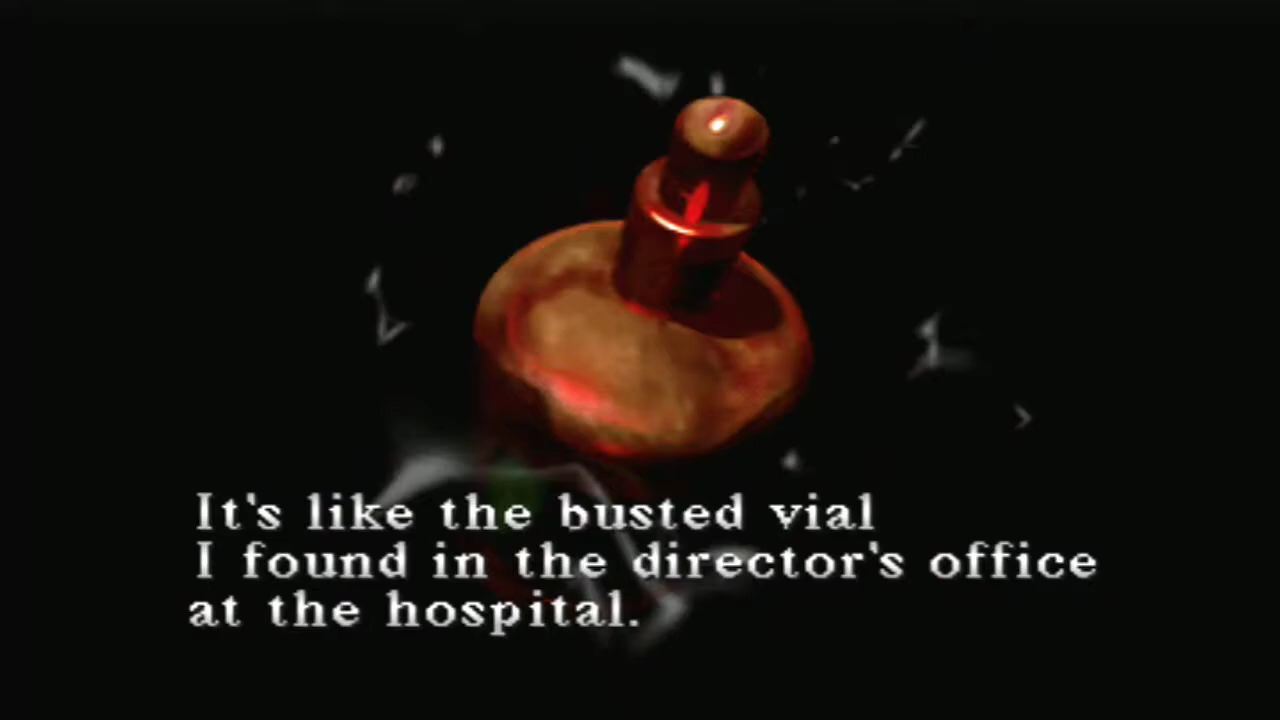 It's like the busted vial
I found in the director's office
at the hospital.